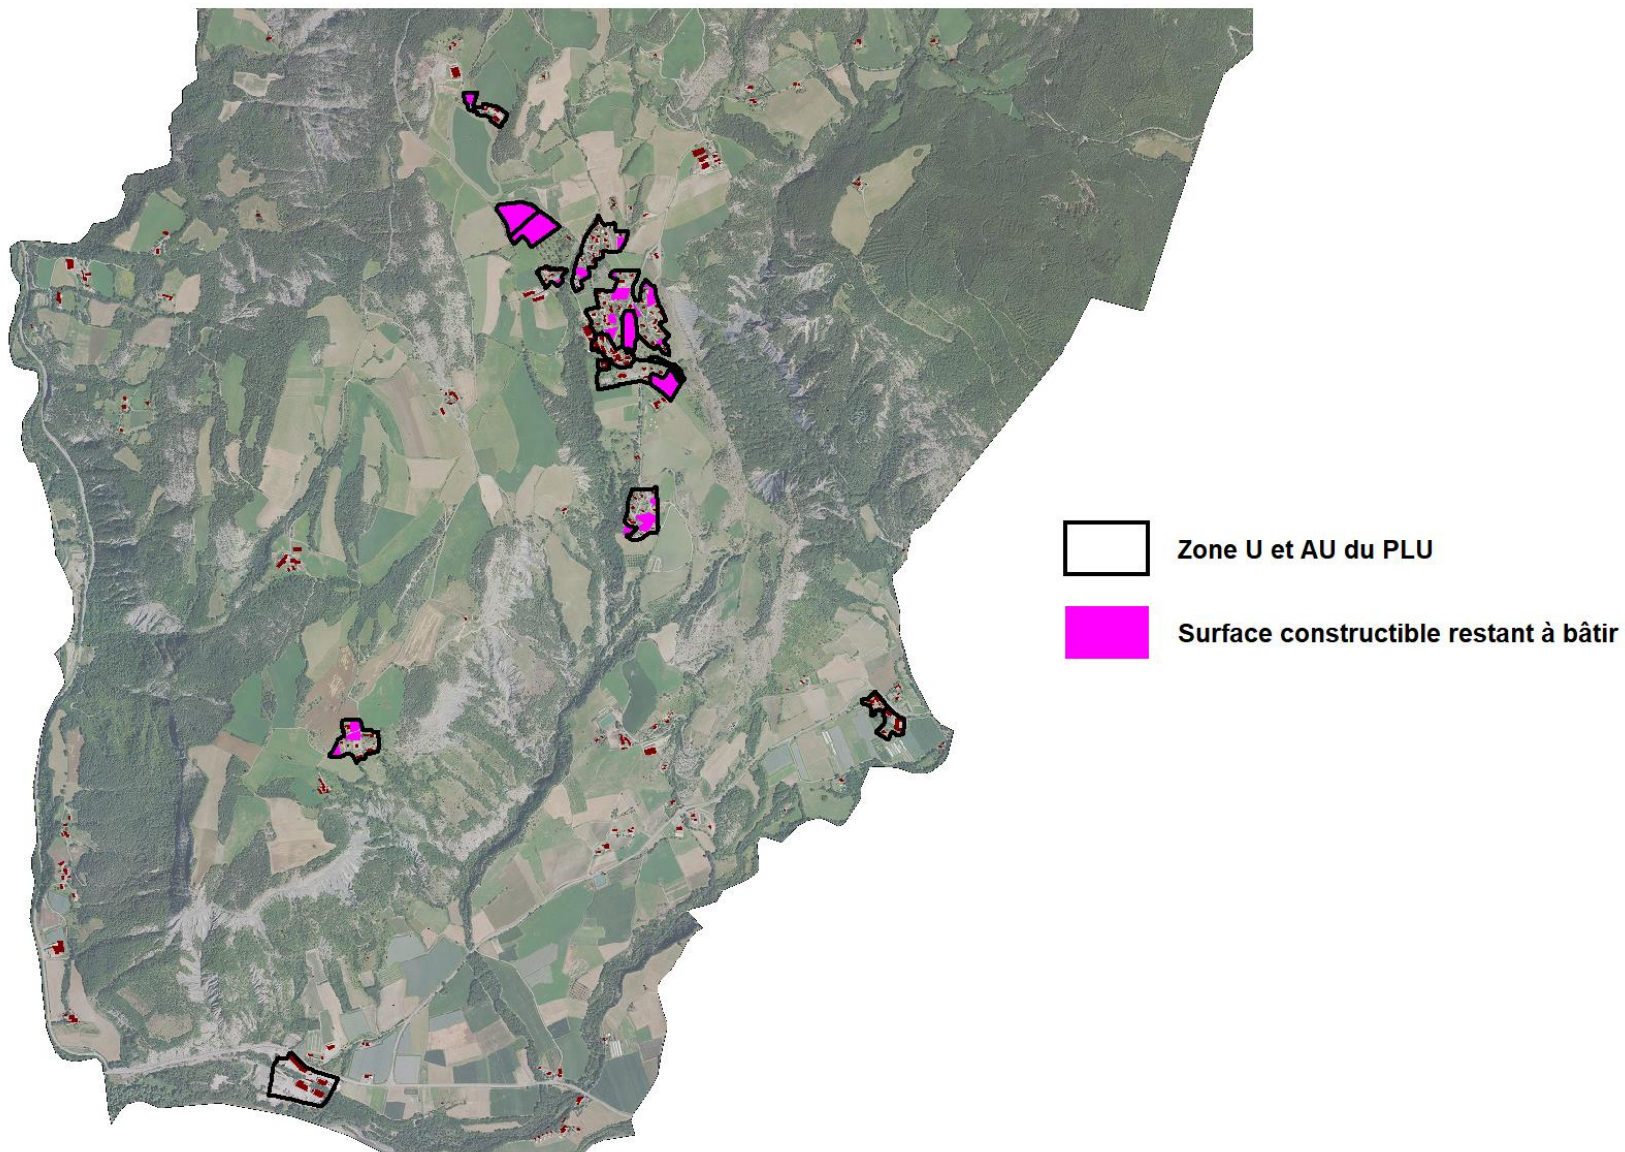 Zone U et AU du PLU
Surface constructible restant à bâtir